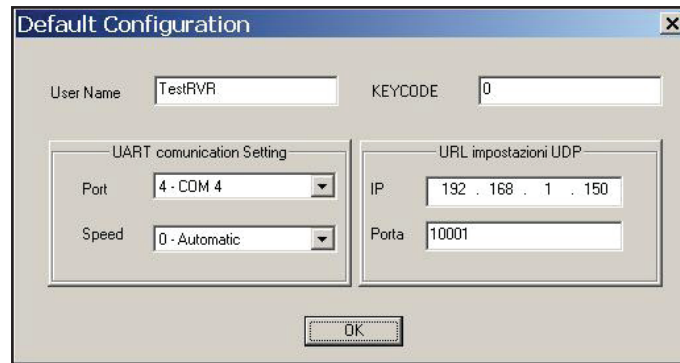 Default Configuration
User Name TestRVR KEYCODE 0
UART comunication Setting
Port 4 - COM 4
Speed 0 - Automatic
URL impostazioni UDP
IP 192 . 168 . 1 . 150
Porta 10001
OK